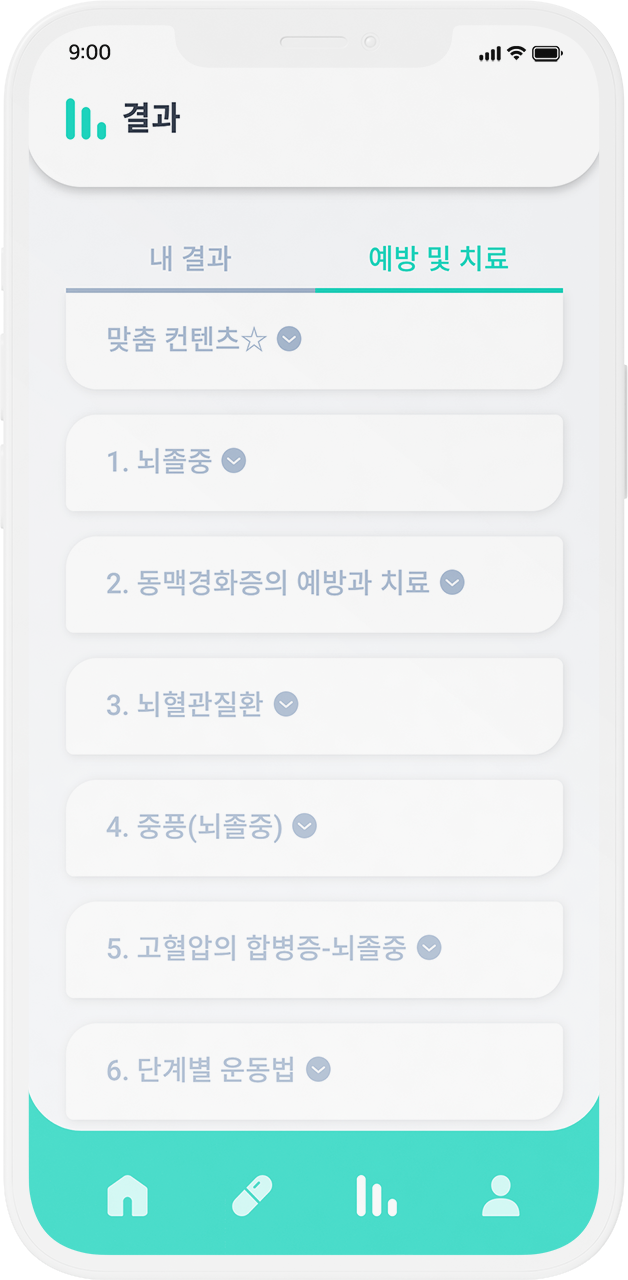 9:00
결과
내 결과
예방 및 치료
맞춤 컨텐츠☆
1. 뇌졸중
2. 동맥경화증의 예방과 치료
3. 뇌혈관질환
4. 중풍(뇌졸중)
5. 고혈압의 합병증-뇌졸중
6. 단계별 운동법